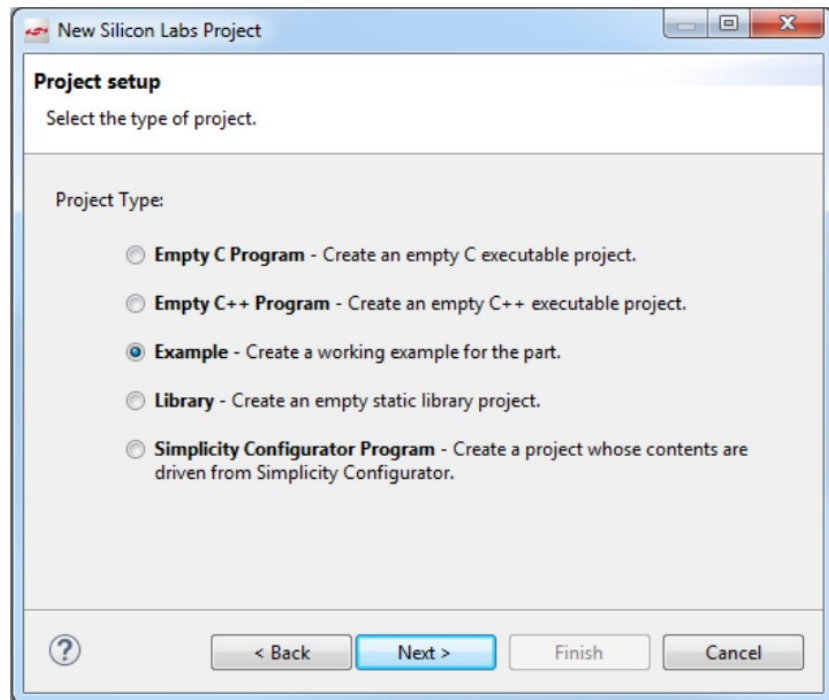 New Silicon Labs Project
Project setup
Select the type of project.
Project Type:
Empty C Program - Create an empty C executable project.
Empty C++ Program - Create an empty C++ executable project.
Example - Create a working example for the part.
Library - Create an empty static library project.
Simplicity Configurator Program - Create a project whose contents are
driven from Simplicity Configurator.
? < Back Next > Finish Cancel